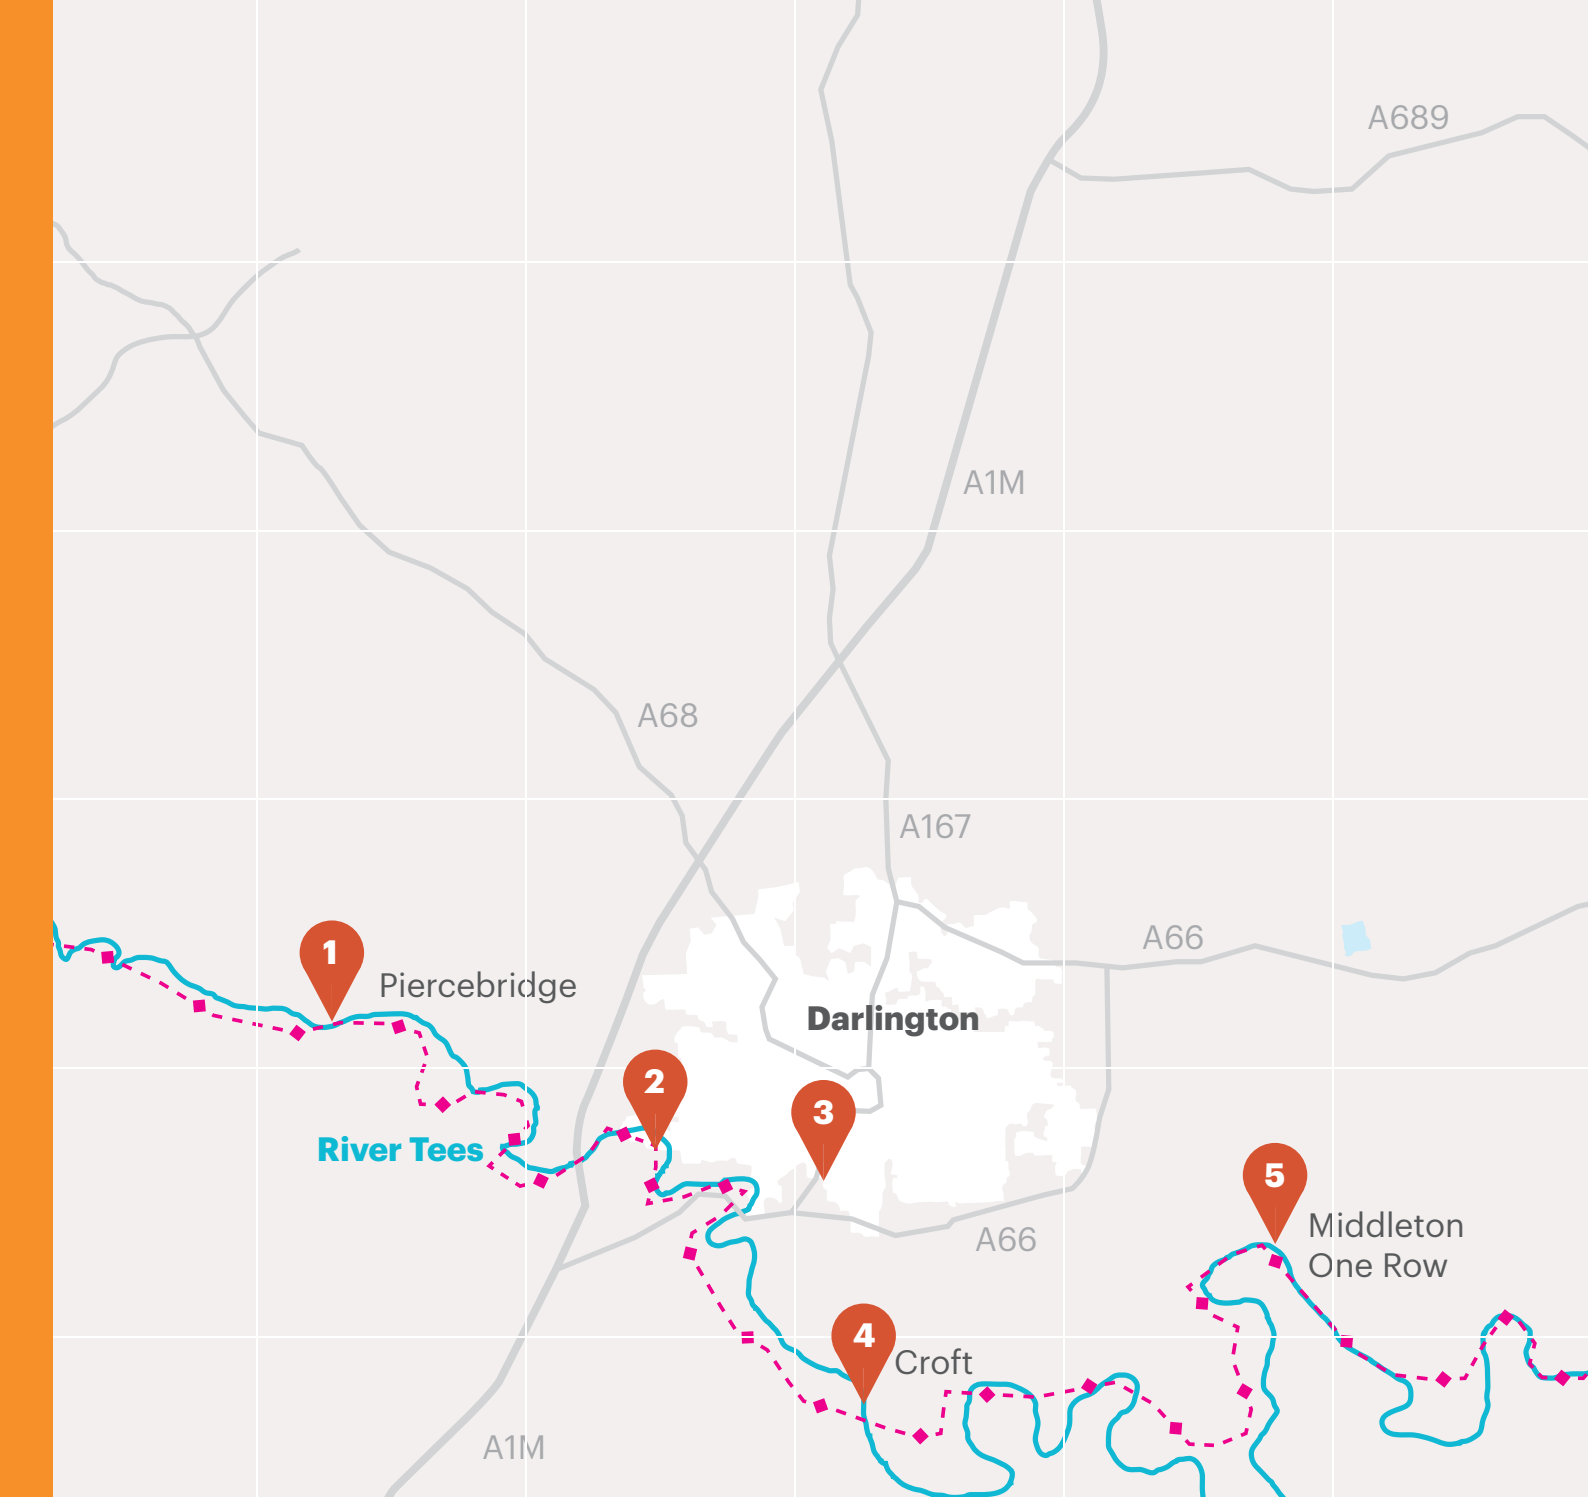 A689
A1M
A68
A167
A66
1
Piercebridge
Darlington
2
3
River Tees
5
Middleton
One Row
A66
4
Croft
A1M